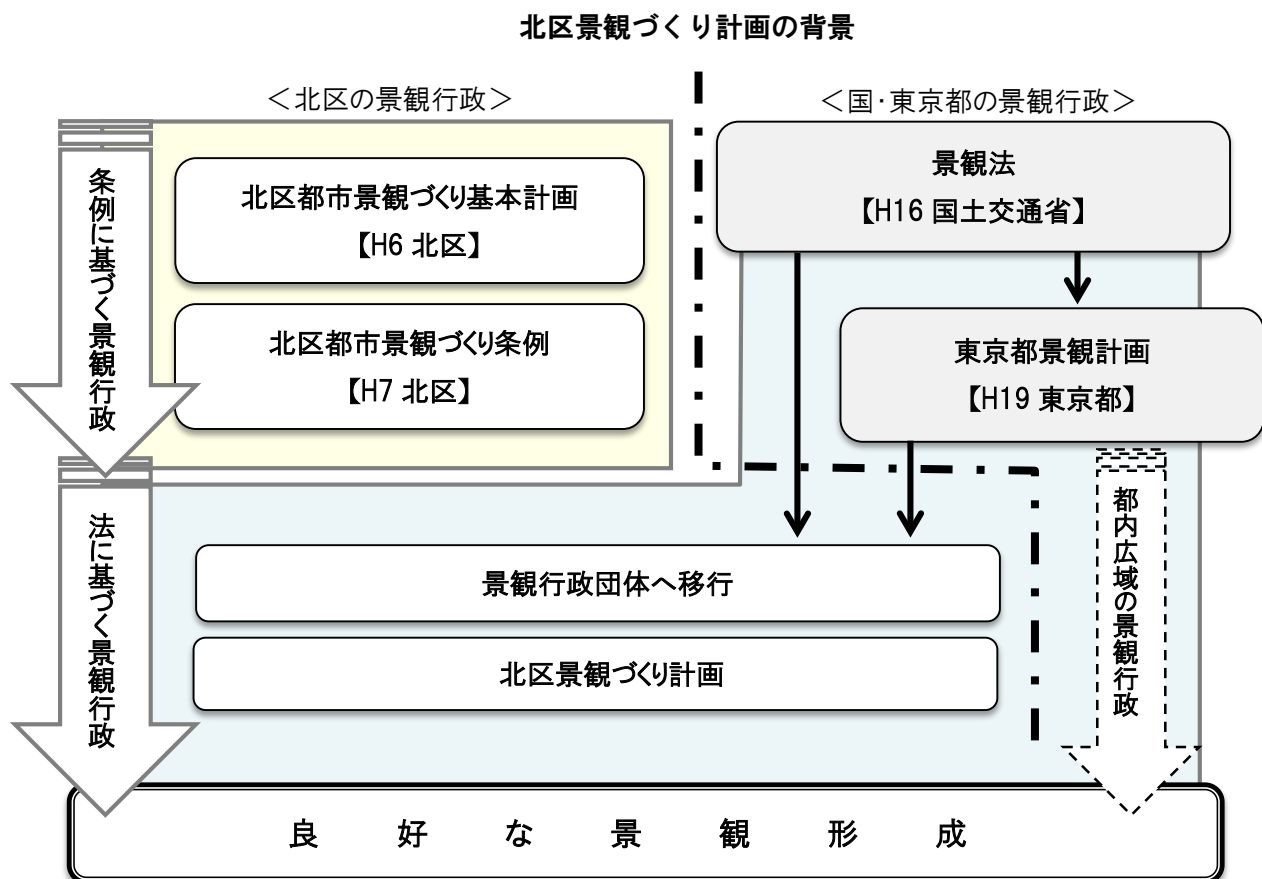 北区景観づくり計画の背景
＜北区の景観行政＞
＜国･東京都の景観行政＞
条例に基づく景観行政
北区都市景観づくり基本計画
【H6 北区】
北区都市景観づくり条例
【H7 北区】
景観法
【H16 国土交通省】
東京都景観計画
【H19 東京都】
法に基づく景観行政
景観行政団体へ移行
北区景観づくり計画
都内広域の景観行政
良好な景観形成